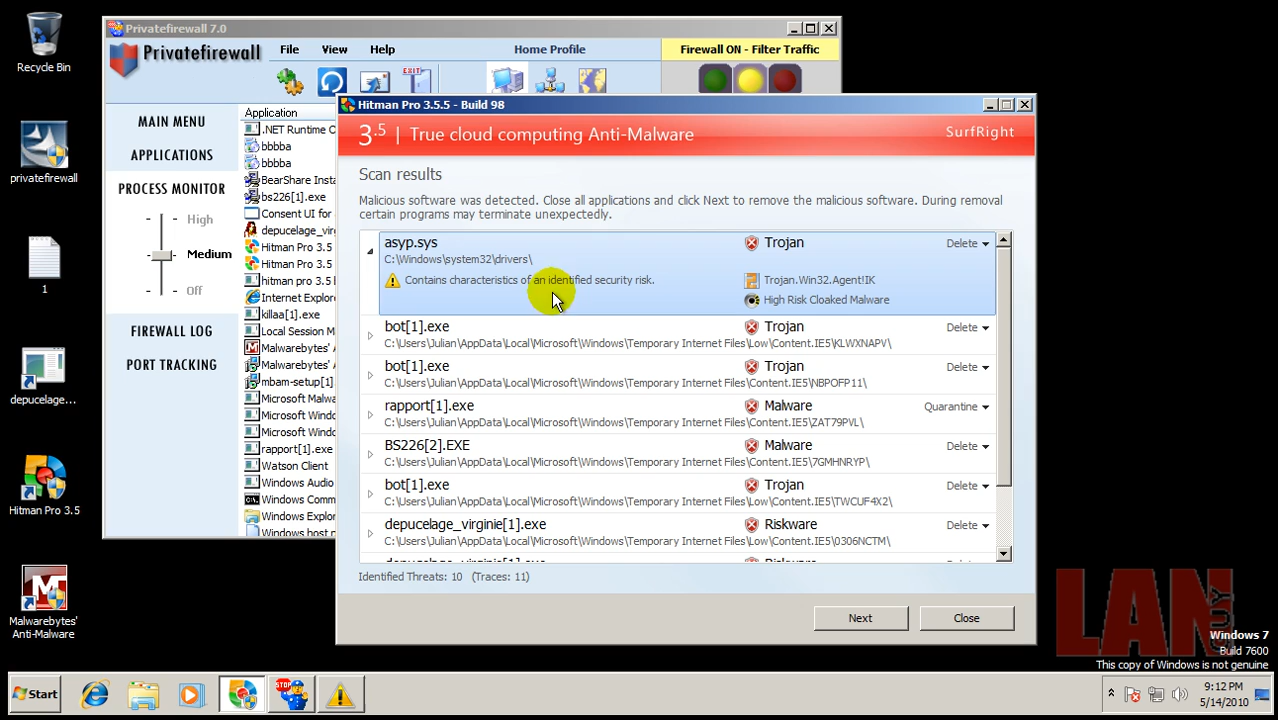 Recycle Bin
privatefirewall
1
depucelage...
Hitman Pro 3.5
Malwarebytes'
Anti-Malware
Privatefirewall 7.0
Privatefirewall
File View Help
Home Profile
Firewall ON - Filter Traffic
EXIT
MAIN MENU
APPLICATIONS
PROCESS MONITOR
High
Medium
Off
FIREWALL LOG
PORT TRACKING
Application
.NET Runtime O
bbbba
bbbba
BearShare Insta
bs226[1].exe
Consent UI for
depucelage_vir
Hitman Pro 3.5
Hitman Pro 3.5
hitman pro 3.5
Internet Explorer
killaa[1].exe
Local Session M
Malwarebytes' A
Malwarebytes' A
mbam-setup[1]
Microsoft Malw
Microsoft Windo
Microsoft Windo
rapport[1].exe
Watson Client
Windows Audio
Windows Comm
Windows Explor
Windows host p
Hitman Pro 3.5.5 - Build 98
3.5 | True cloud computing Anti-Malware
SurfRight
Scan results
Malicious software was detected. Close all applications and click Next to remove the malicious software. During removal
certain programs may terminate unexpectedly.
asyp.sys Trojan Delete
C:\Windows\system32\drivers\
Contains characteristics of an identified security risk. Trojan.Win32.Agent!IK
High Risk Cloaked Malware
bot[1].exe Trojan Delete
C:\Users\Julian\AppData\Local\Microsoft\Windows\Temporary Internet Files\Low\Content.IE5\KLWXNAPV\
bot[1].exe Trojan Delete
C:\Users\Julian\AppData\Local\Microsoft\Windows\Temporary Internet Files\Low\Content.IE5\NBPOFP11\
rapport[1].exe Malware Quarantine
C:\Users\Julian\AppData\Local\Microsoft\Windows\Temporary Internet Files\Content.IE5\ZAT79PVL\
BS226[2].EXE Malware Delete
C:\Users\Julian\AppData\Local\Microsoft\Windows\Temporary Internet Files\Content.IE5\7GMHNRYP\
bot[1].exe Trojan Delete
C:\Users\Julian\AppData\Local\Microsoft\Windows\Temporary Internet Files\Low\Content.IE5\TWCUF4X2\
depucelage_virginie[1].exe Riskware Delete
C:\Users\Julian\AppData\Local\Microsoft\Windows\Temporary Internet Files\Low\Content.IE5\0306NCTM\
Identified Threats: 10 (Traces: 11)
Next Close
LAN
GUY
Windows 7
Build 7600
This copy of Windows is not genuine
Start
STOP
9:12 PM
5/14/2010